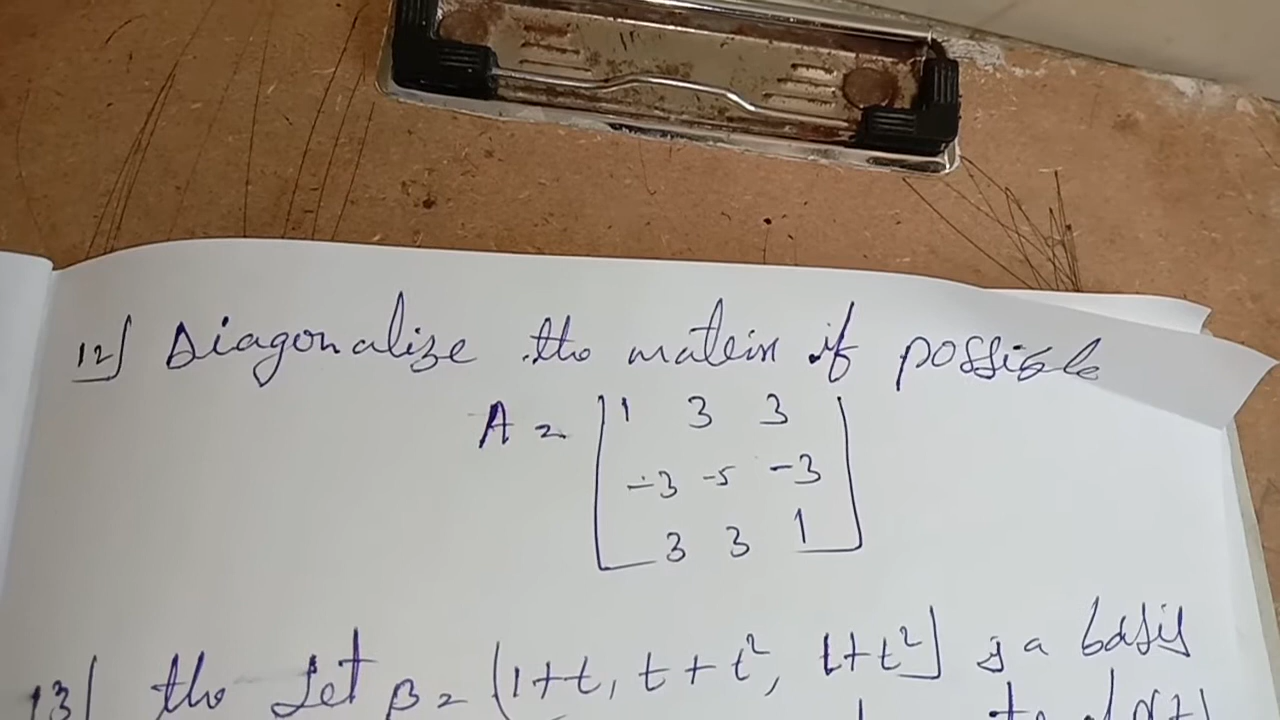 12) Diagonalize the matrix if possible
A = [1 3 3
-3 -5 -3
3 3 1]
13) the Let β = (1+t, t+t², 1+t²] is a basis